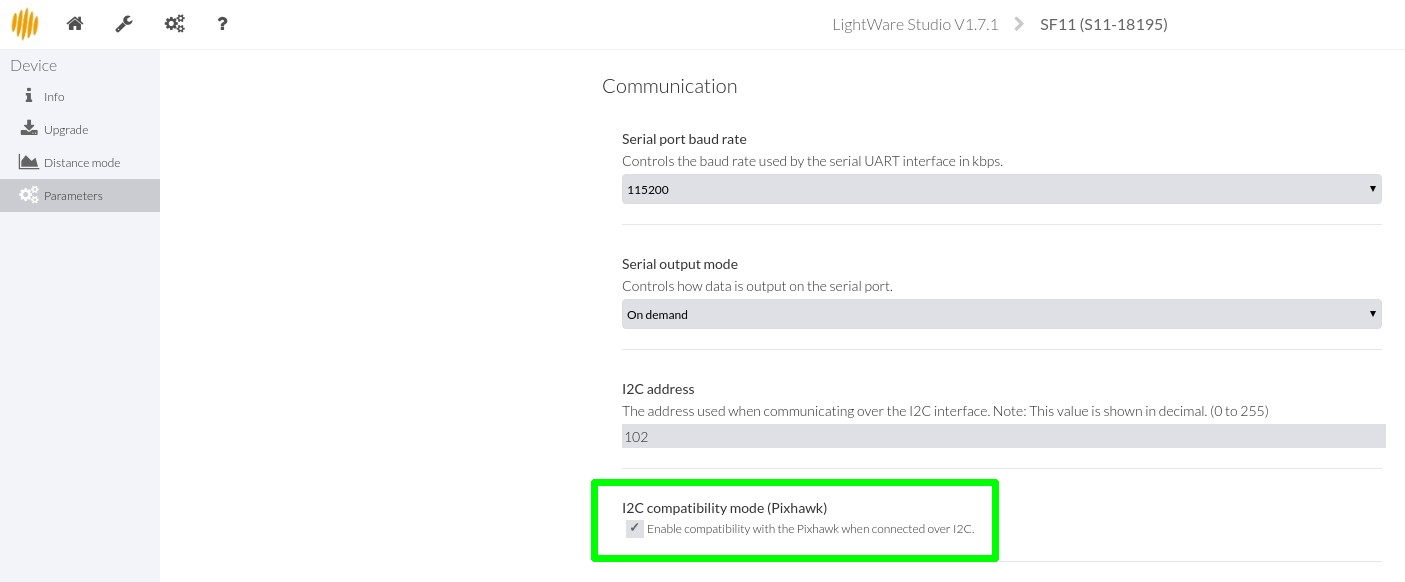 LightWare Studio V1.7.1 SF11 (S11-18195)
Device
Info
Upgrade
Distance mode
Parameters
Communication
Serial port baud rate
Controls the baud rate used by the serial UART interface in kbps.
115200
Serial output mode
Controls how data is output on the serial port.
On demand
I2C address
The address used when communicating over the I2C interface. Note: This value is shown in decimal. (0 to 255)
102
I2C compatibility mode (Pixhawk)
Enable compatibility with the Pixhawk when connected over I2C.